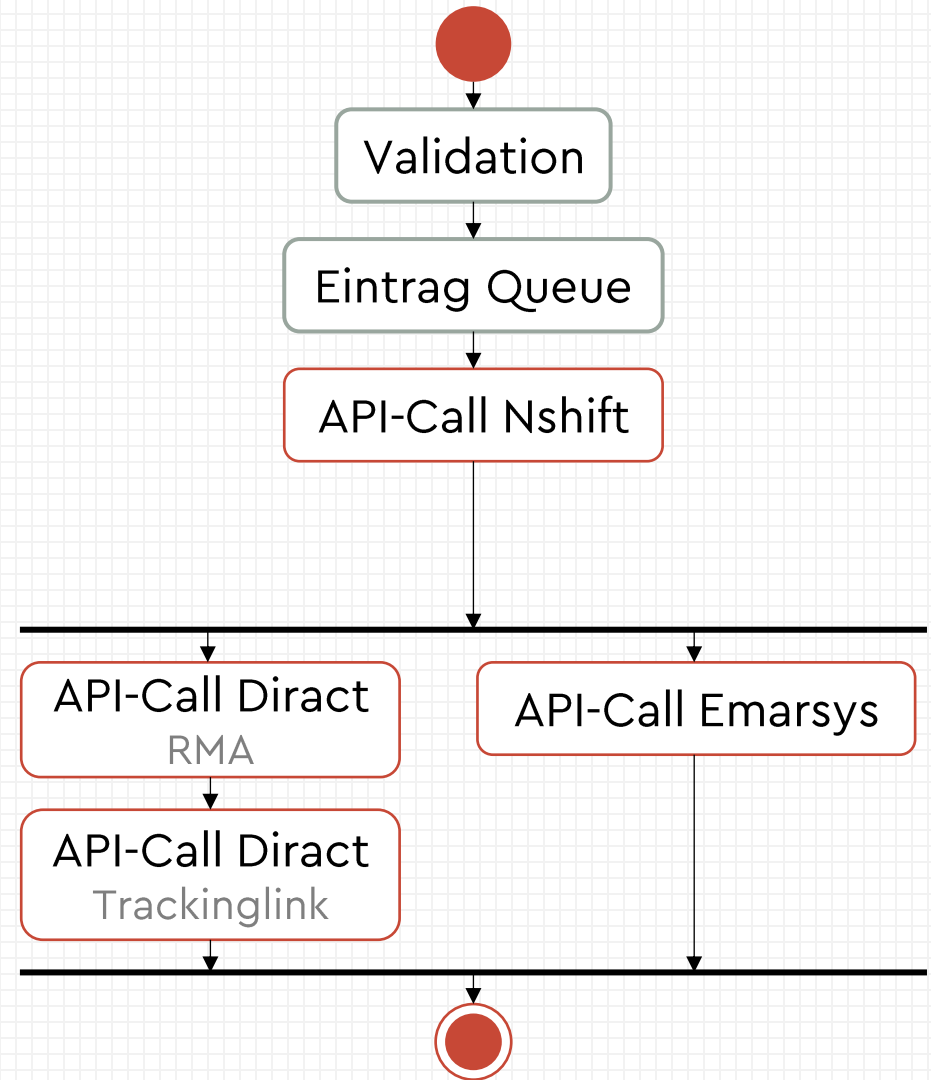 Validation
Eintrag Queue
API-Call Nshift
API-Call Diract
RMA
API-Call Emarsys
API-Call Diract
Trackinglink